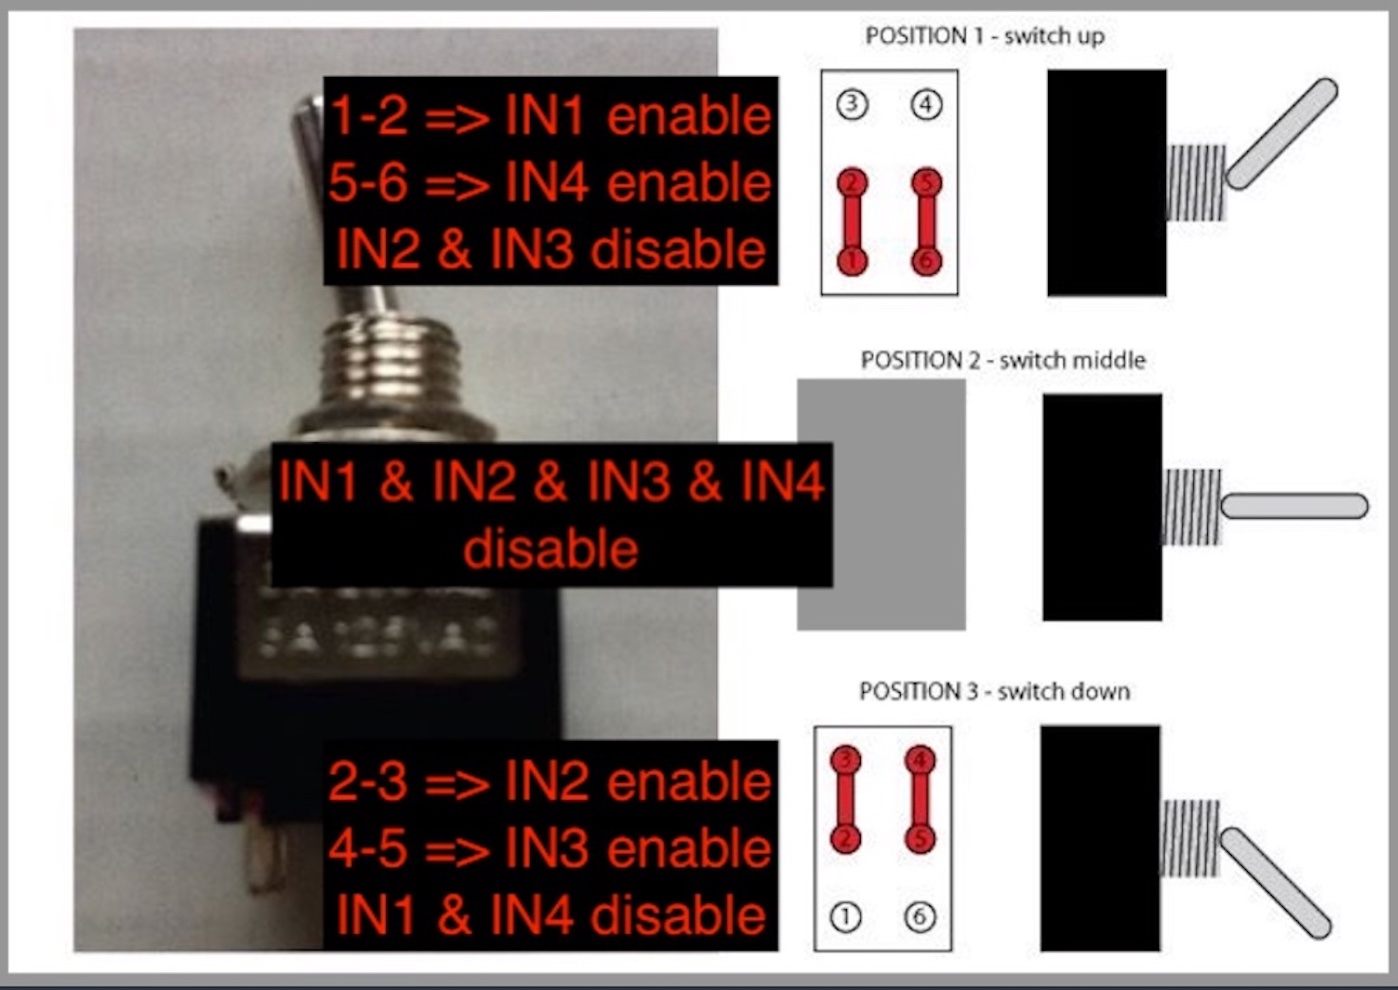 POSITION 1 - switch up
1-2 => IN1 enable
5-6 => IN4 enable
IN2 & IN3 disable
3 4
2 5
1 6
POSITION 2 - switch middle
IN1 & IN2 & IN3 & IN4
disable
POSITION 3 - switch down
2-3 => IN2 enable
4-5 => IN3 enable
IN1 & IN4 disable
3 4
2 5
1 6